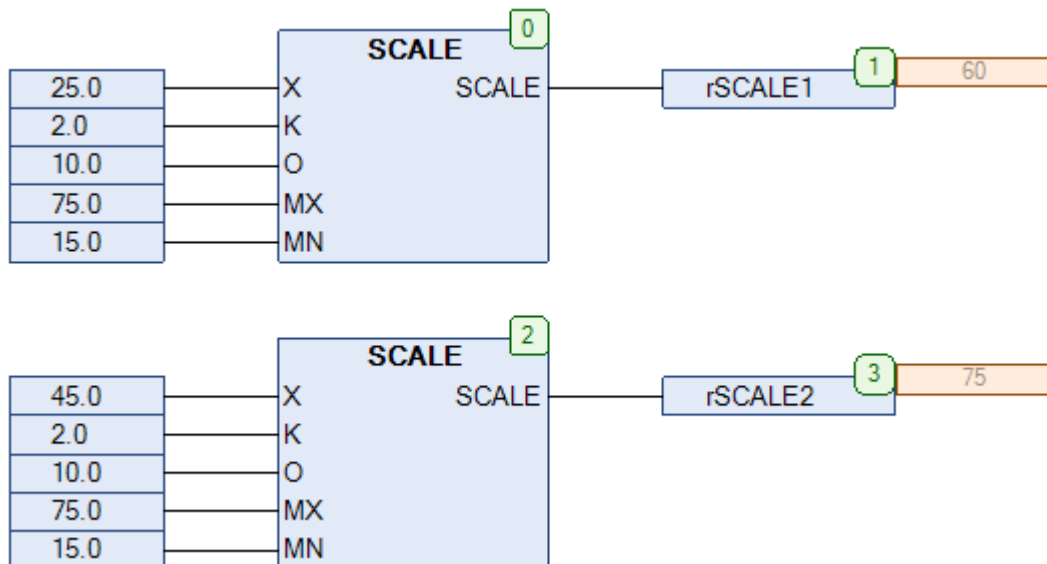 0
SCALE
1
60
25.0 X SCALE rSCALE1
2.0 K
10.0 O
75.0 MX
15.0 MN
2
SCALE
3
75
45.0 X SCALE rSCALE2
2.0 K
10.0 O
75.0 MX
15.0 MN